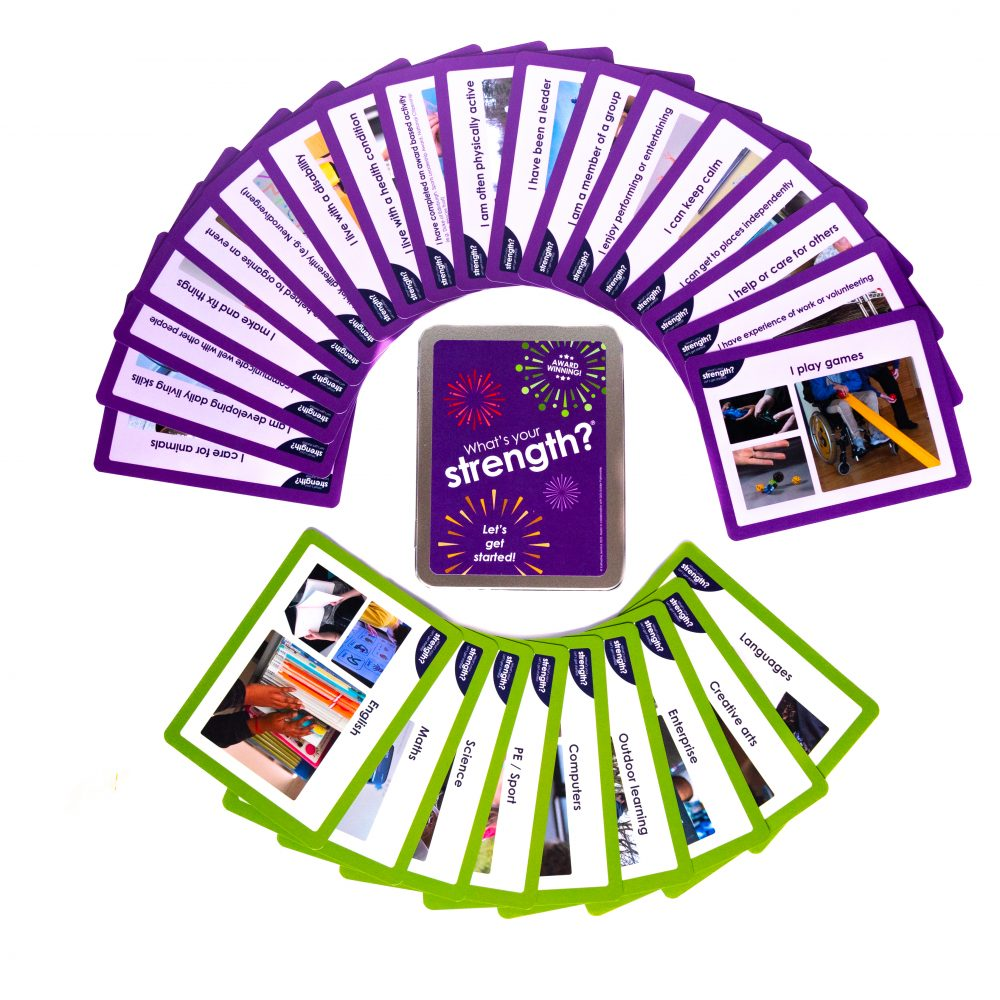 I care for animals
I am developing daily living skills
I communicate well with other people
I make and fix things
helped to organise an event
differently (e.g. Neurodivergent)
I live with a disability
I live with a health condition
I have completed an award based activity
I am often physically active
I have been a leader
I am a member of a group
I enjoy performing or entertaining
I can keep calm
I can get to places independently
I help or care for others
I have experience of work or volunteering
strength?
I play games
AWARD
WINNING!
What's your
strength?®
Let's
get
started!
English
Maths
Science
PE / Sport
Computers
Outdoor learning
Enterprise
Creative arts
Languages